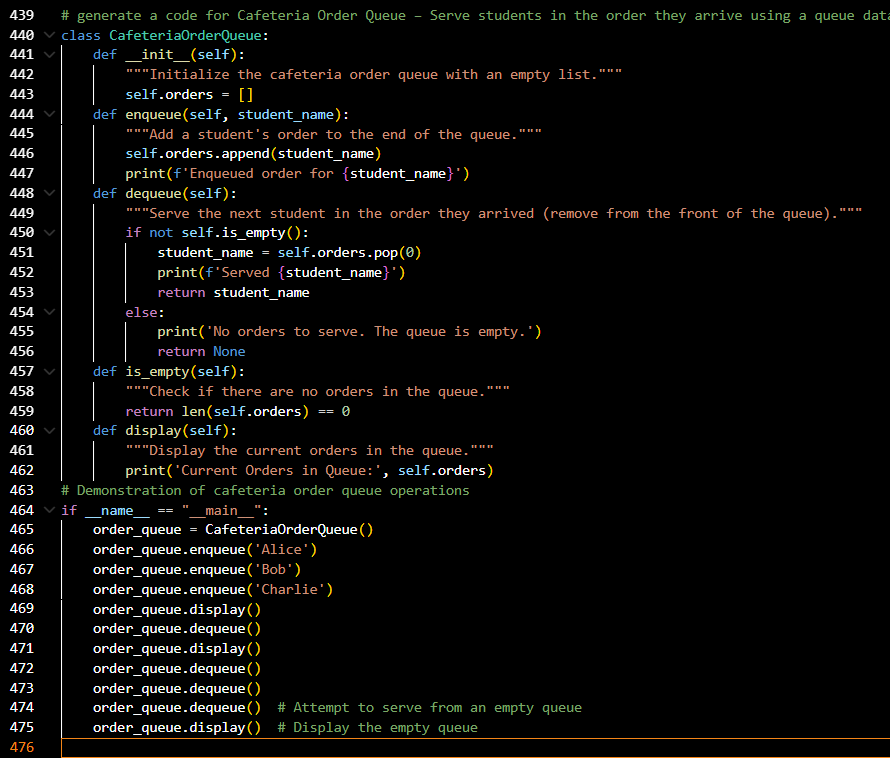 439 # generate a code for Cafeteria Order Queue – Serve students in the order they arrive using a queue
440 class CafeteriaOrderQueue:
441     def __init__(self):
442         """Initialize the cafeteria order queue with an empty list."""
443         self.orders = []
444     def enqueue(self, student_name):
445         """Add a student's order to the end of the queue."""
446         self.orders.append(student_name)
447         print(f'Enqueued order for {student_name}')
448     def dequeue(self):
449         """Serve the next student in the order they arrived (remove from the front of the queue)."""
450         if not self.is_empty():
451             student_name = self.orders.pop(0)
452             print(f'Served {student_name}')
453             return student_name
454         else:
455             print('No orders to serve. The queue is empty.')
456             return None
457     def is_empty(self):
458         """Check if there are no orders in the queue."""
459         return len(self.orders) == 0
460     def display(self):
461         """Display the current orders in the queue."""
462         print('Current Orders in Queue:', self.orders)
463 # Demonstration of cafeteria order queue operations
464 if __name__ == "__main__":
465     order_queue = CafeteriaOrderQueue()
466     order_queue.enqueue('Alice')
467     order_queue.enqueue('Bob')
468     order_queue.enqueue('Charlie')
469     order_queue.display()
470     order_queue.dequeue()
471     order_queue.display()
472     order_queue.dequeue()
473     order_queue.dequeue()
474     order_queue.dequeue()  # Attempt to serve from an empty queue
475     order_queue.display()  # Display the empty queue
476